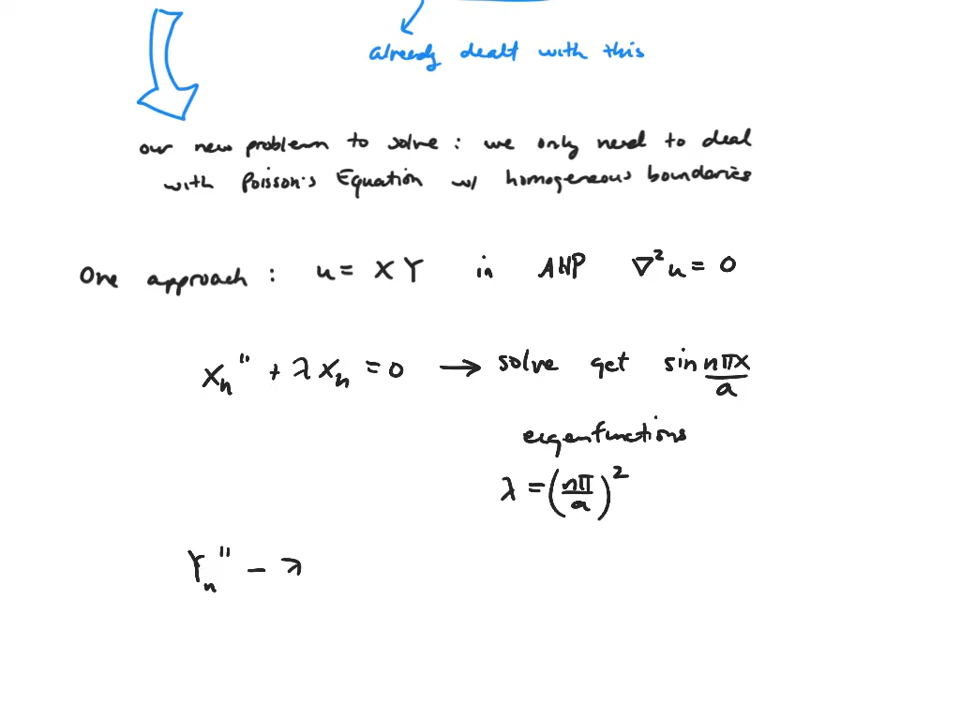 already dealt with this
our new problem to solve : we only need to deal
with Poisson's Equation w/ homogeneous boundaries
One approach : u = X Y in AHP ∇²u = 0
Xₙ'' + λXₙ = 0 → solve get sin nπx/a
eigenfunctions
λ = (nπ/a)²
Yₙ'' − λ